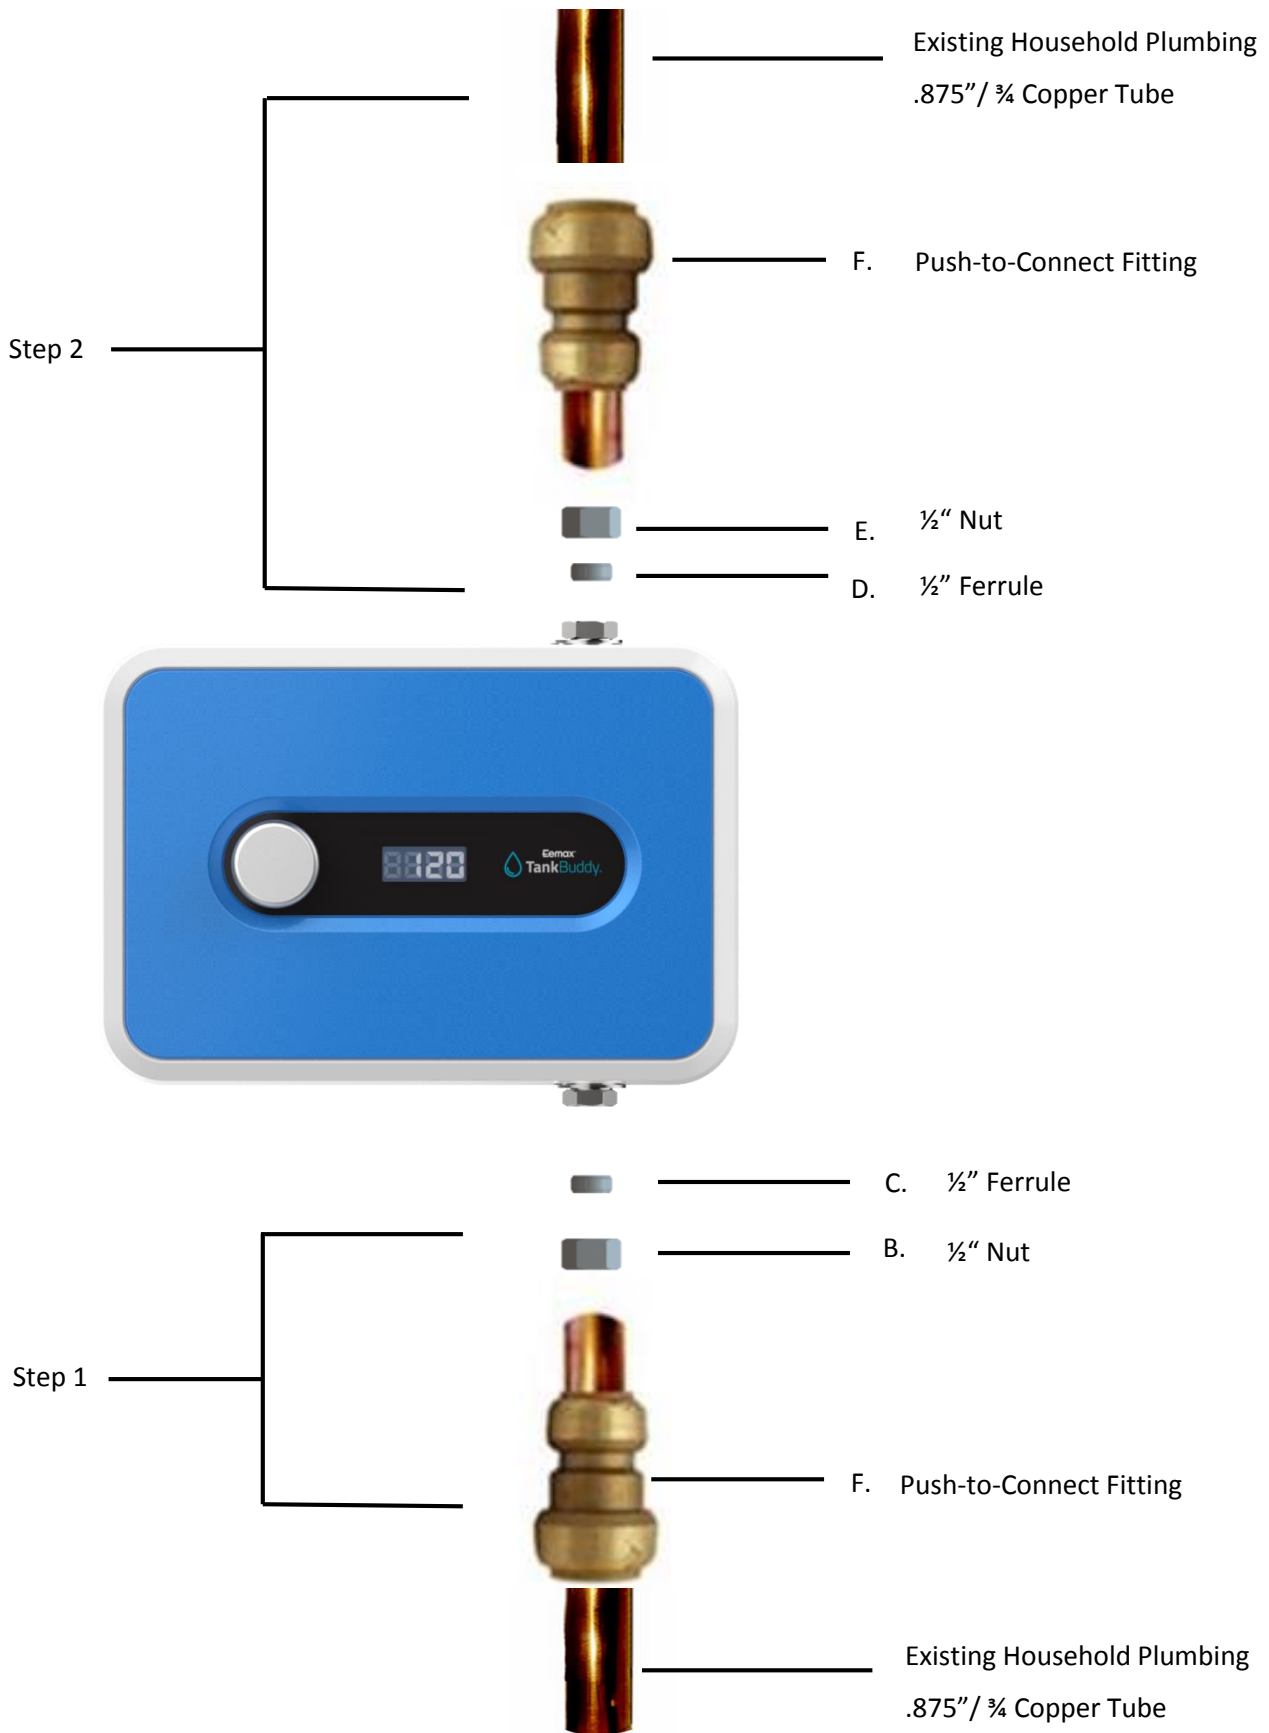 Existing Household Plumbing
.875”/ ¾ Copper Tube
F. Push-to-Connect Fitting
Step 2
E. ½“ Nut
D. ½” Ferrule
120
Eemax
TankBuddy.
C. ½” Ferrule
B. ½“ Nut
Step 1
F. Push-to-Connect Fitting
Existing Household Plumbing
.875”/ ¾ Copper Tube